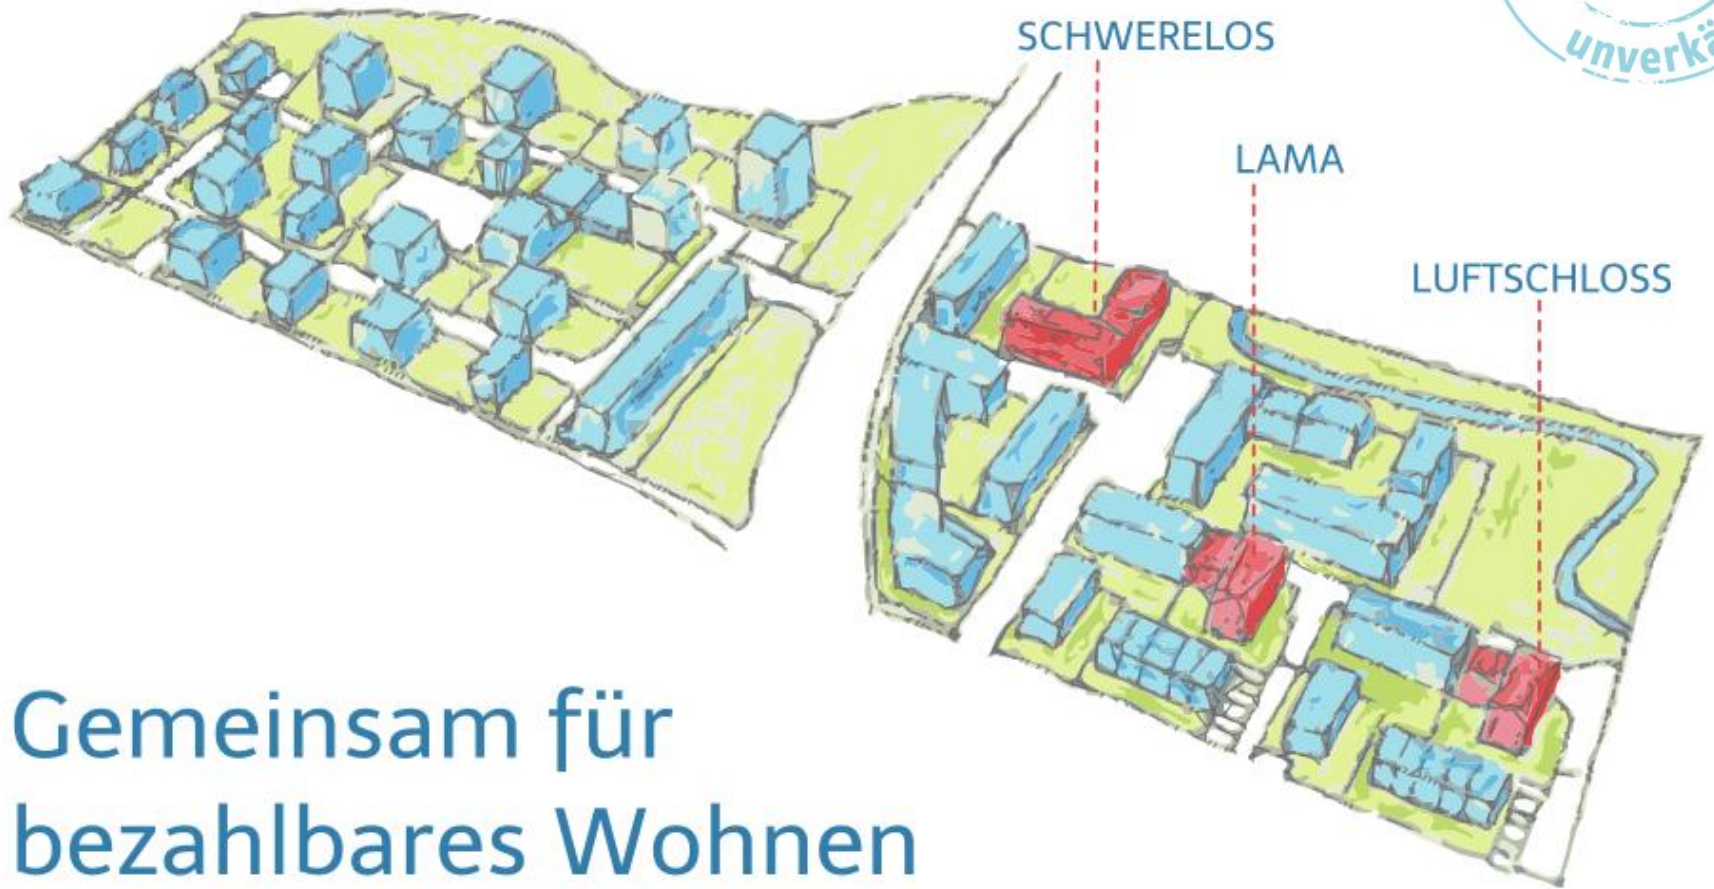 SCHWERELOS
LAMA
LUFTSCHLOSS
Gemeinsam für
bezahlbares Wohnen